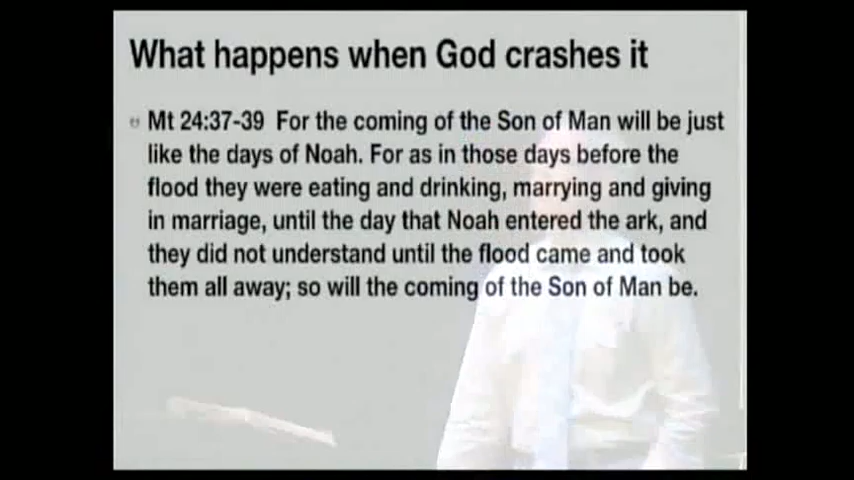 What happens when God crashes it
Mt 24:37-39 For the coming of the Son of Man will be just
like the days of Noah. For as in those days before the
flood they were eating and drinking, marrying and giving
in marriage, until the day that Noah entered the ark, and
they did not understand until the flood came and took
them all away; so will the coming of the Son of Man be.